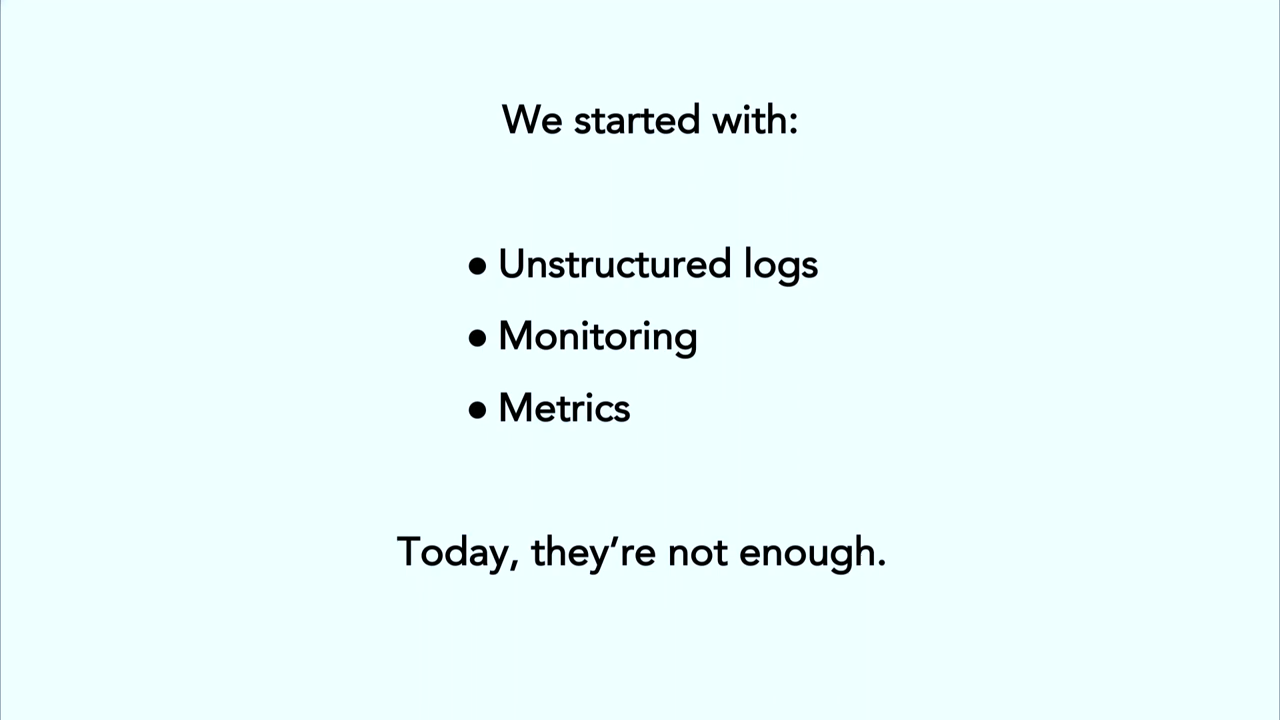 We started with:
● Unstructured logs
● Monitoring
● Metrics
Today, they’re not enough.